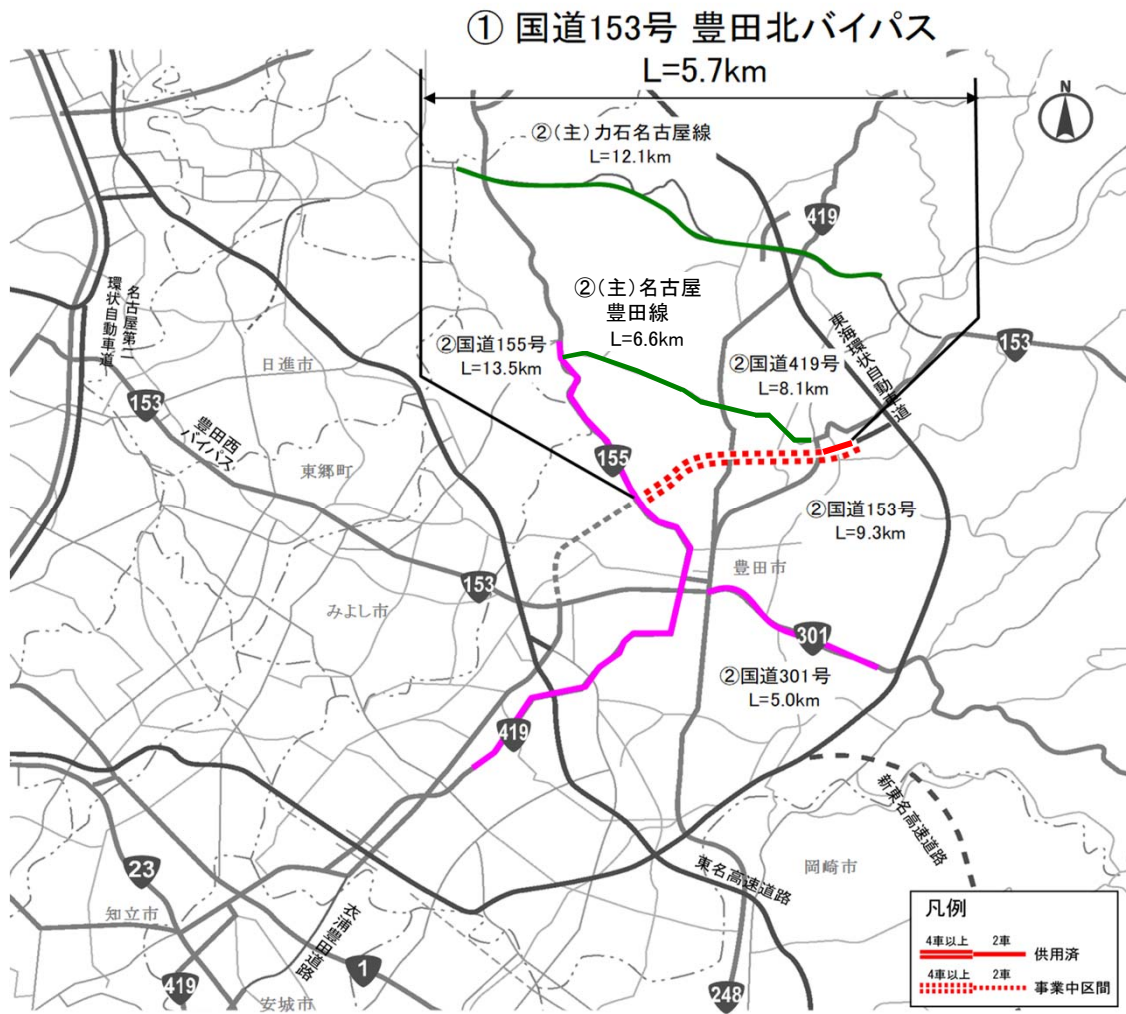 ① 国道153号 豊田北バイパス
L=5.7km
N
②(主)力石名古屋線
L=12.1km
419
②(主)名古屋
豊田線
L=6.6km
名古屋第二
環状自動車道
日進市
②国道155号
L=13.5km
②国道419号
L=8.1km
東海環状自動車道
153
153
豊田西
バイパス
東郷町
155
②国道153号
L=9.3km
153
豊田市
みよし市
301
②国道301号
L=5.0km
419
新東名高速道路
23
東名高速道路
岡崎市
知立市
衣浦豊田道路
1
419
安城市
248
凡例
4車以上 2車 供用済
4車以上 2車 事業中区間